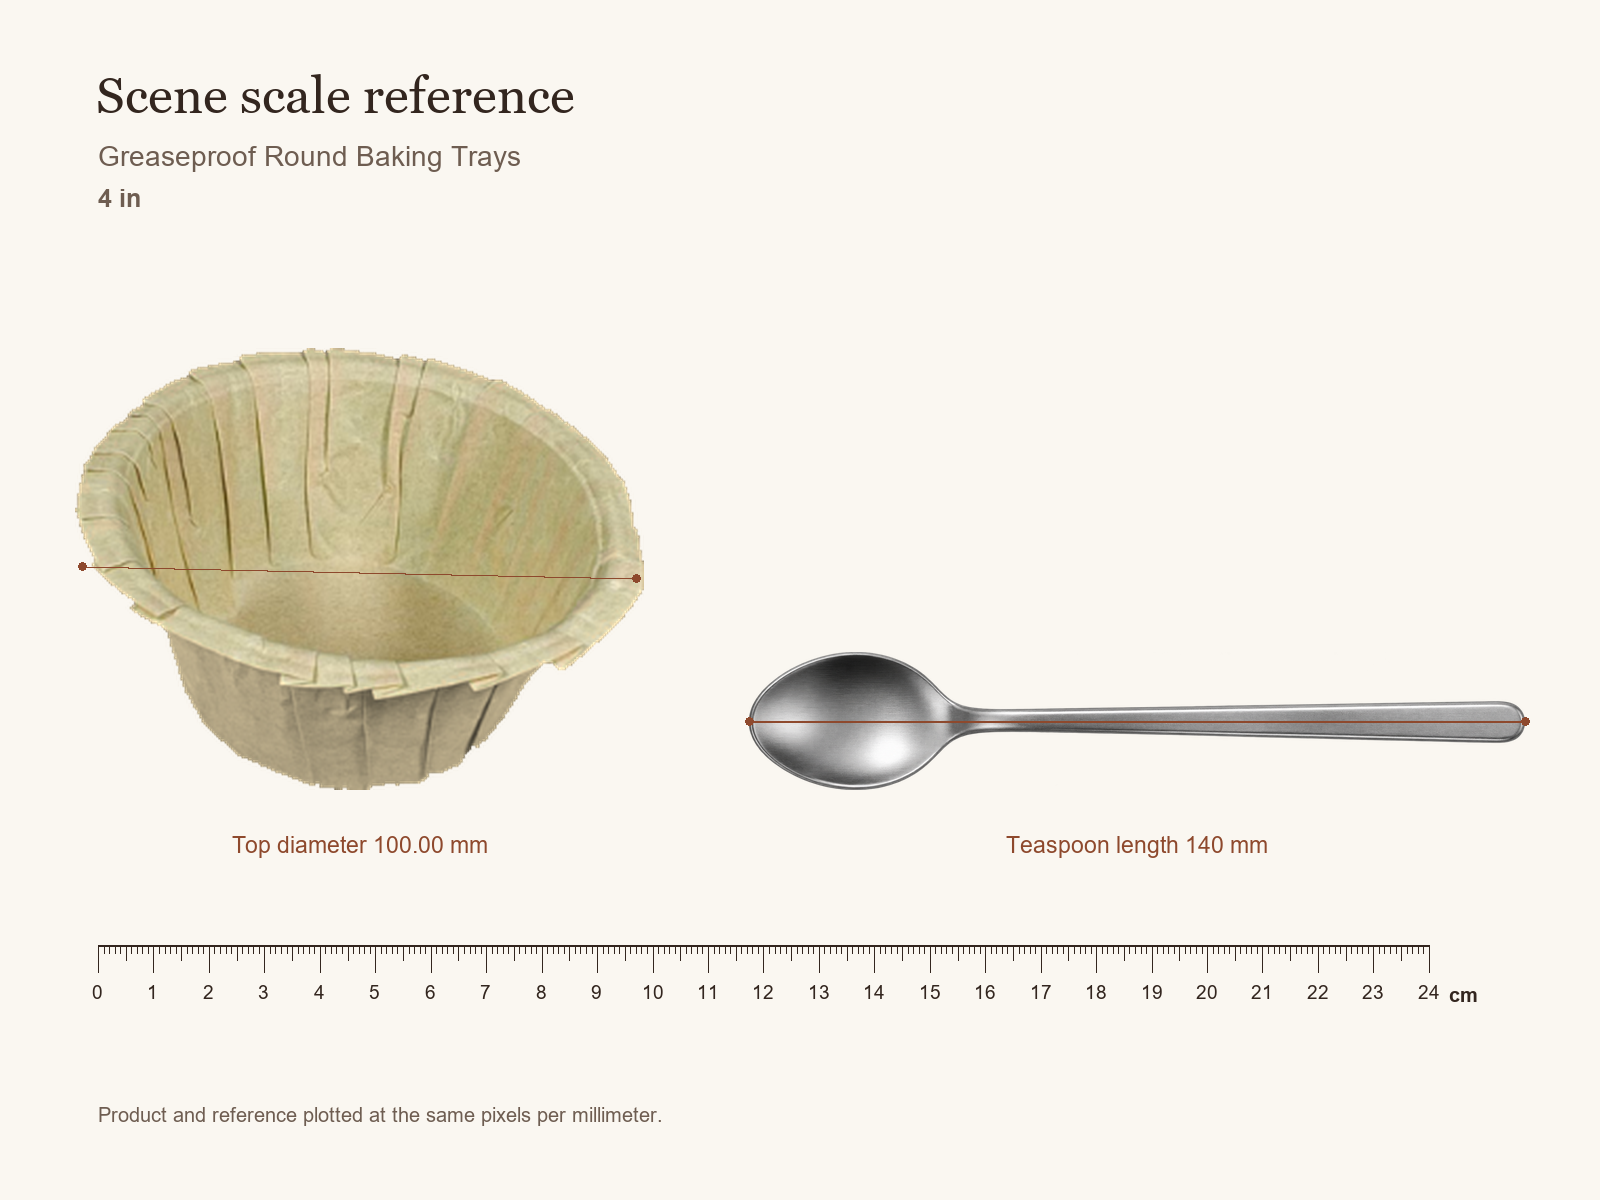 Scene scale reference
Greaseproof Round Baking Trays
4 in
Top diameter 100.00 mm
Teaspoon length 140 mm
0 1 2 3 4 5 6 7 8 9 10 11 12 13 14 15 16 17 18 19 20 21 22 23 24 cm
Product and reference plotted at the same pixels per millimeter.